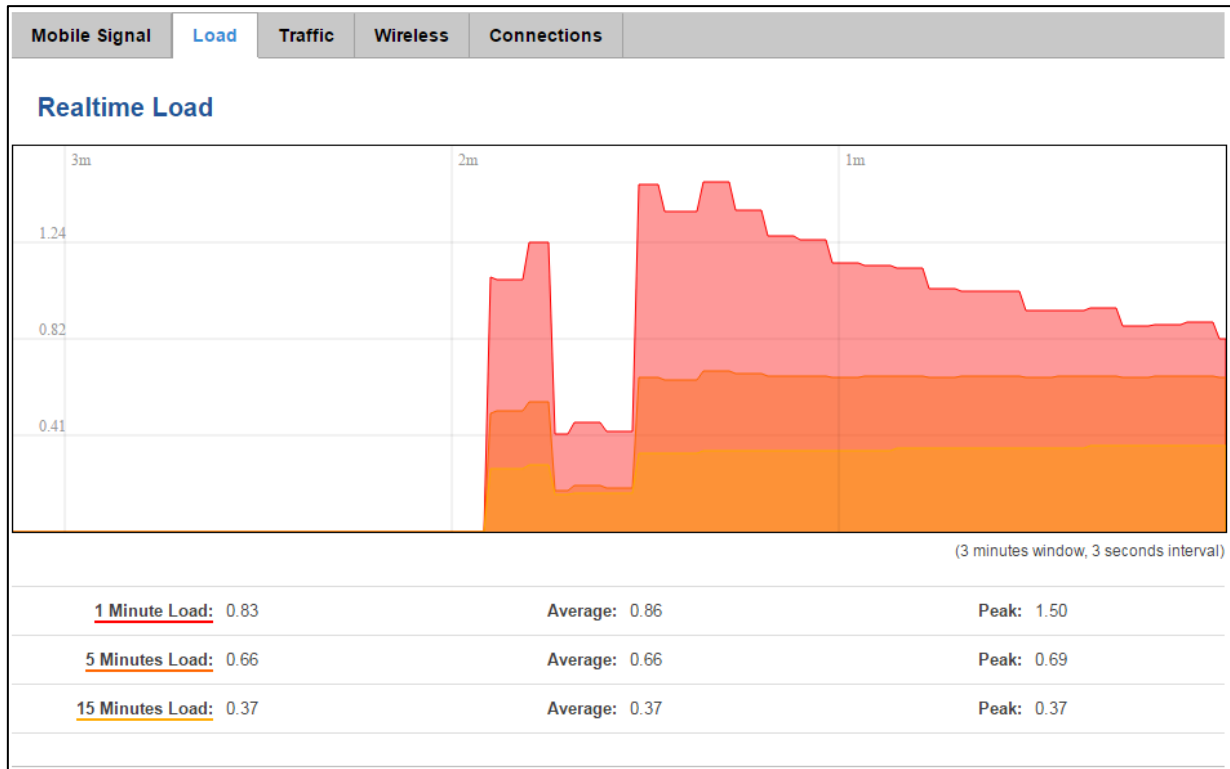 Mobile Signal Load Traffic Wireless Connections
Realtime Load
3m 2m 1m
1.24
0.82
0.41
(3 minutes window, 3 seconds interval)
1 Minute Load: 0.83 Average: 0.86 Peak: 1.50
5 Minutes Load: 0.66 Average: 0.66 Peak: 0.69
15 Minutes Load: 0.37 Average: 0.37 Peak: 0.37